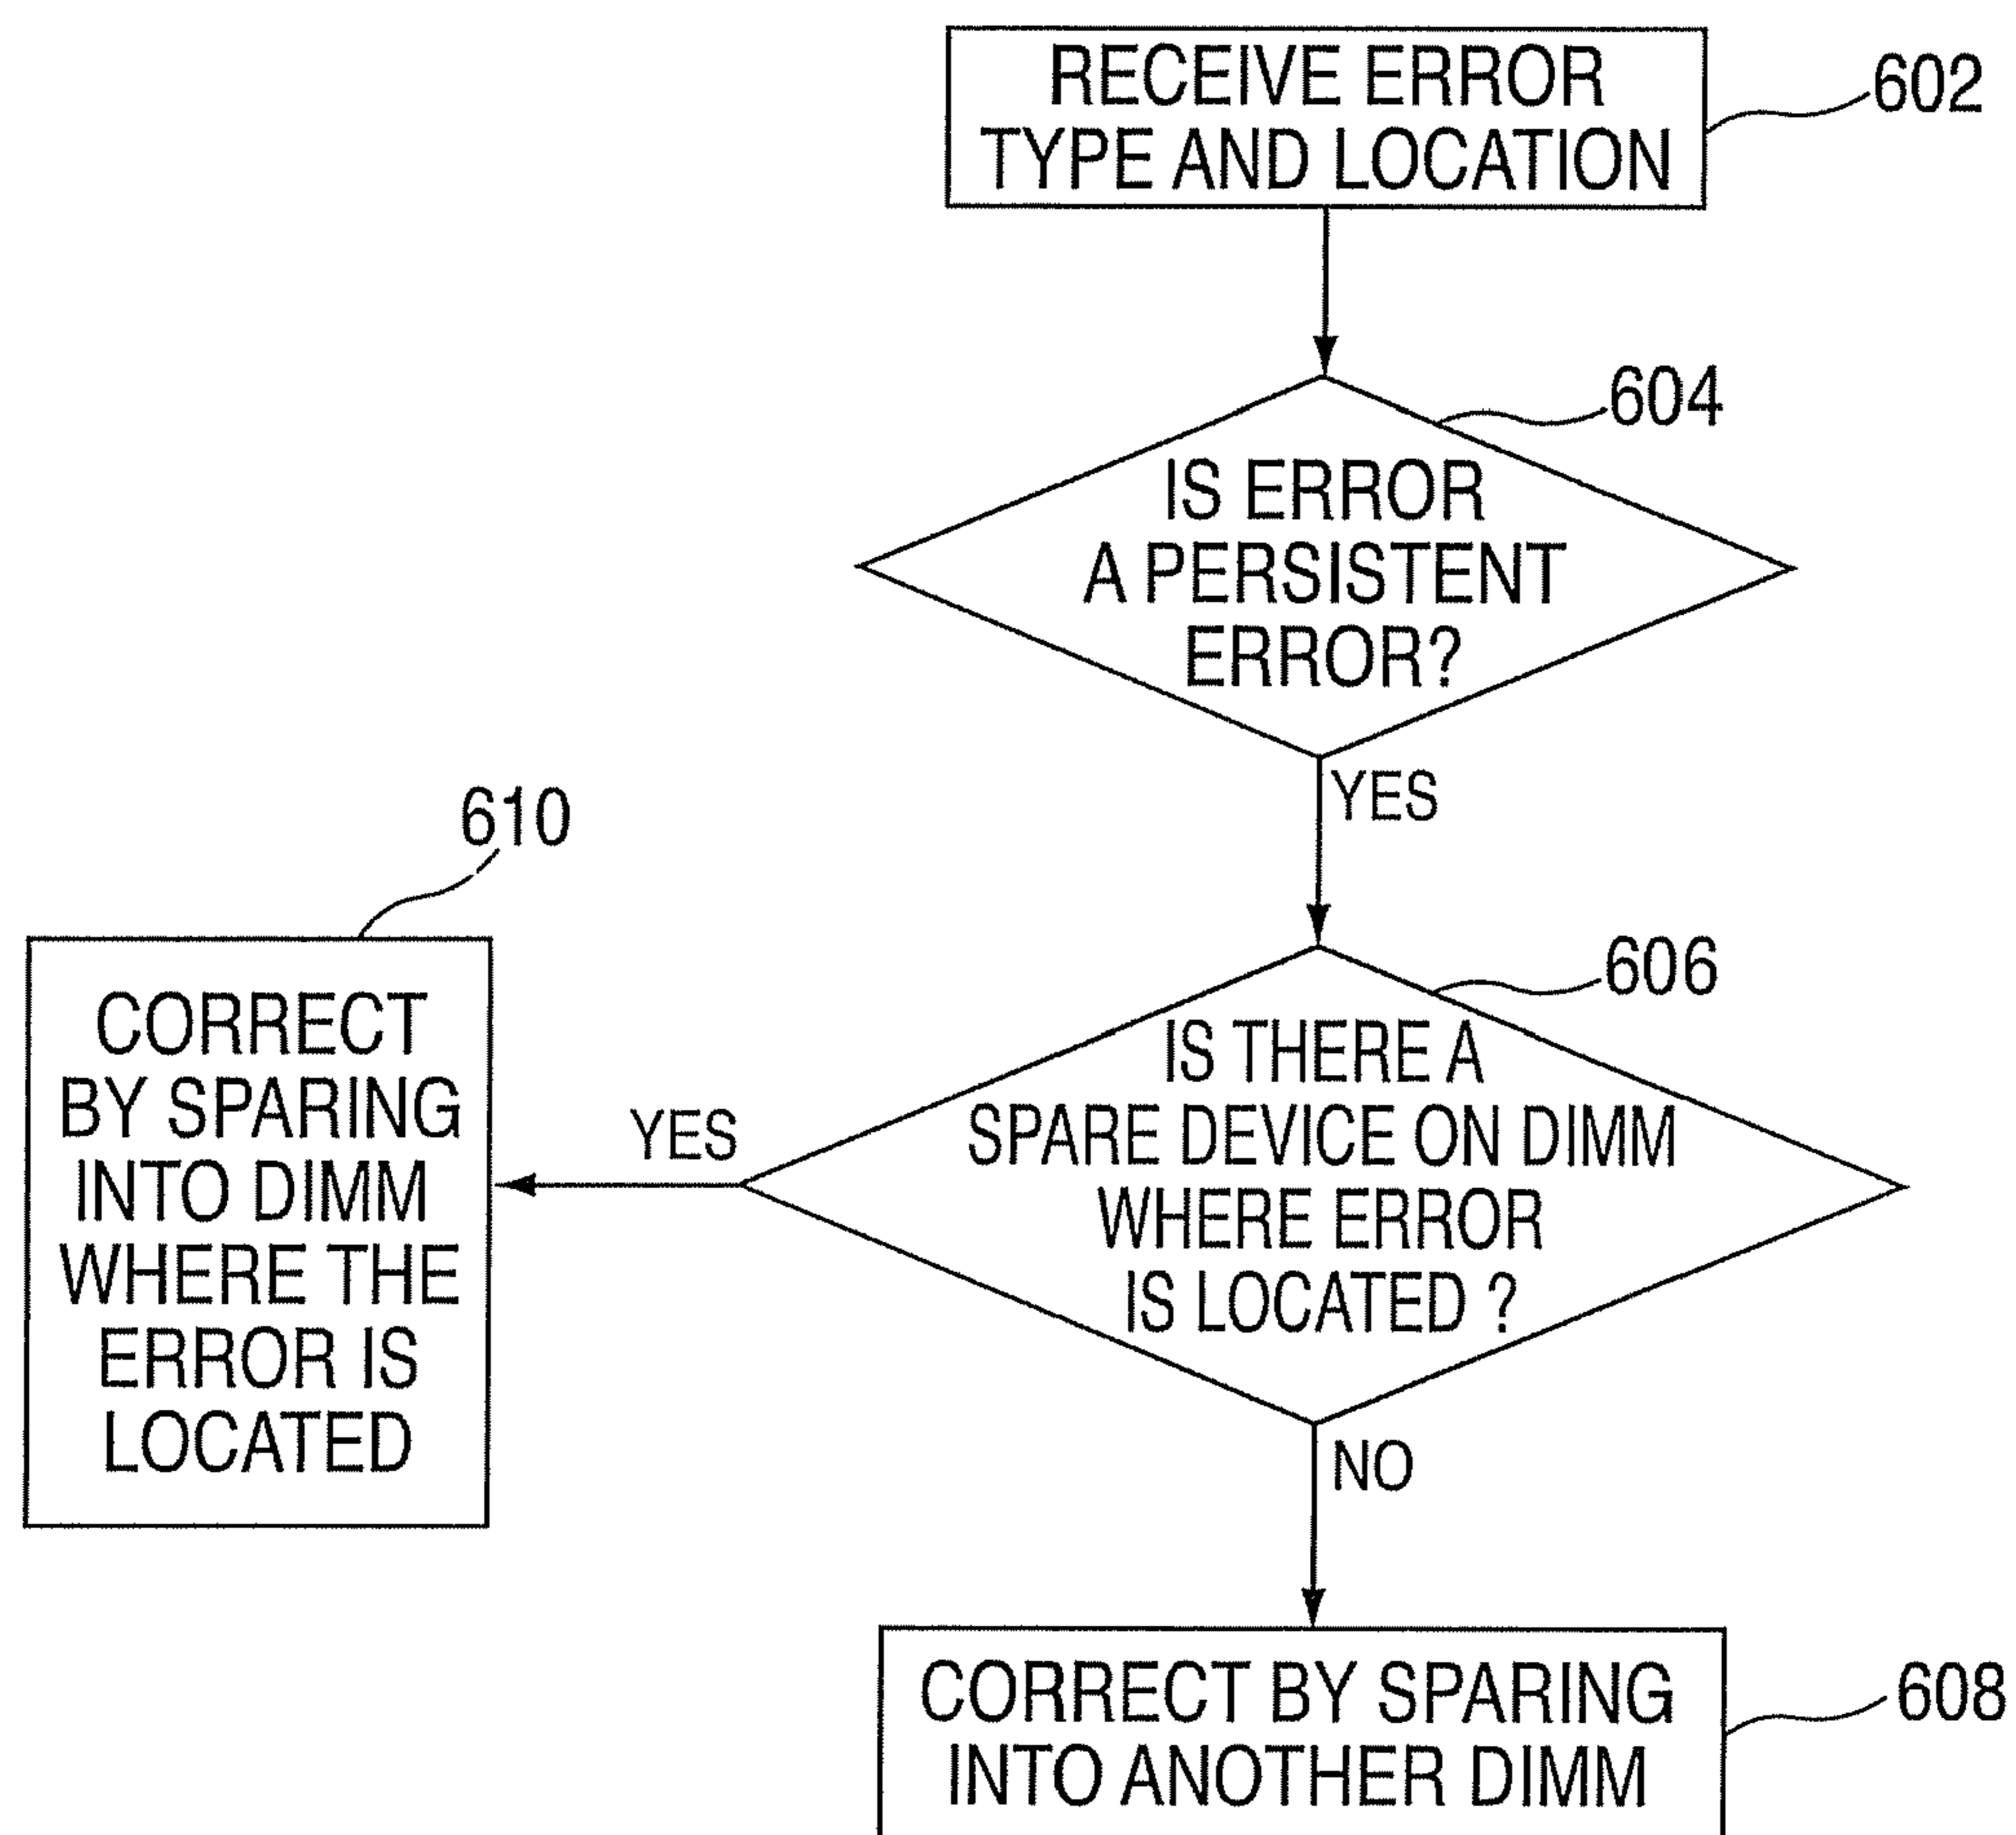 RECEIVE ERROR
TYPE AND LOCATION
602
604
IS ERROR
A PERSISTENT
ERROR?
YES
610
606
IS THERE A
SPARE DEVICE ON DIMM
WHERE ERROR
IS LOCATED ?
YES
CORRECT
BY SPARING
INTO DIMM
WHERE THE
ERROR IS
LOCATED
NO
CORRECT BY SPARING
INTO ANOTHER DIMM
608